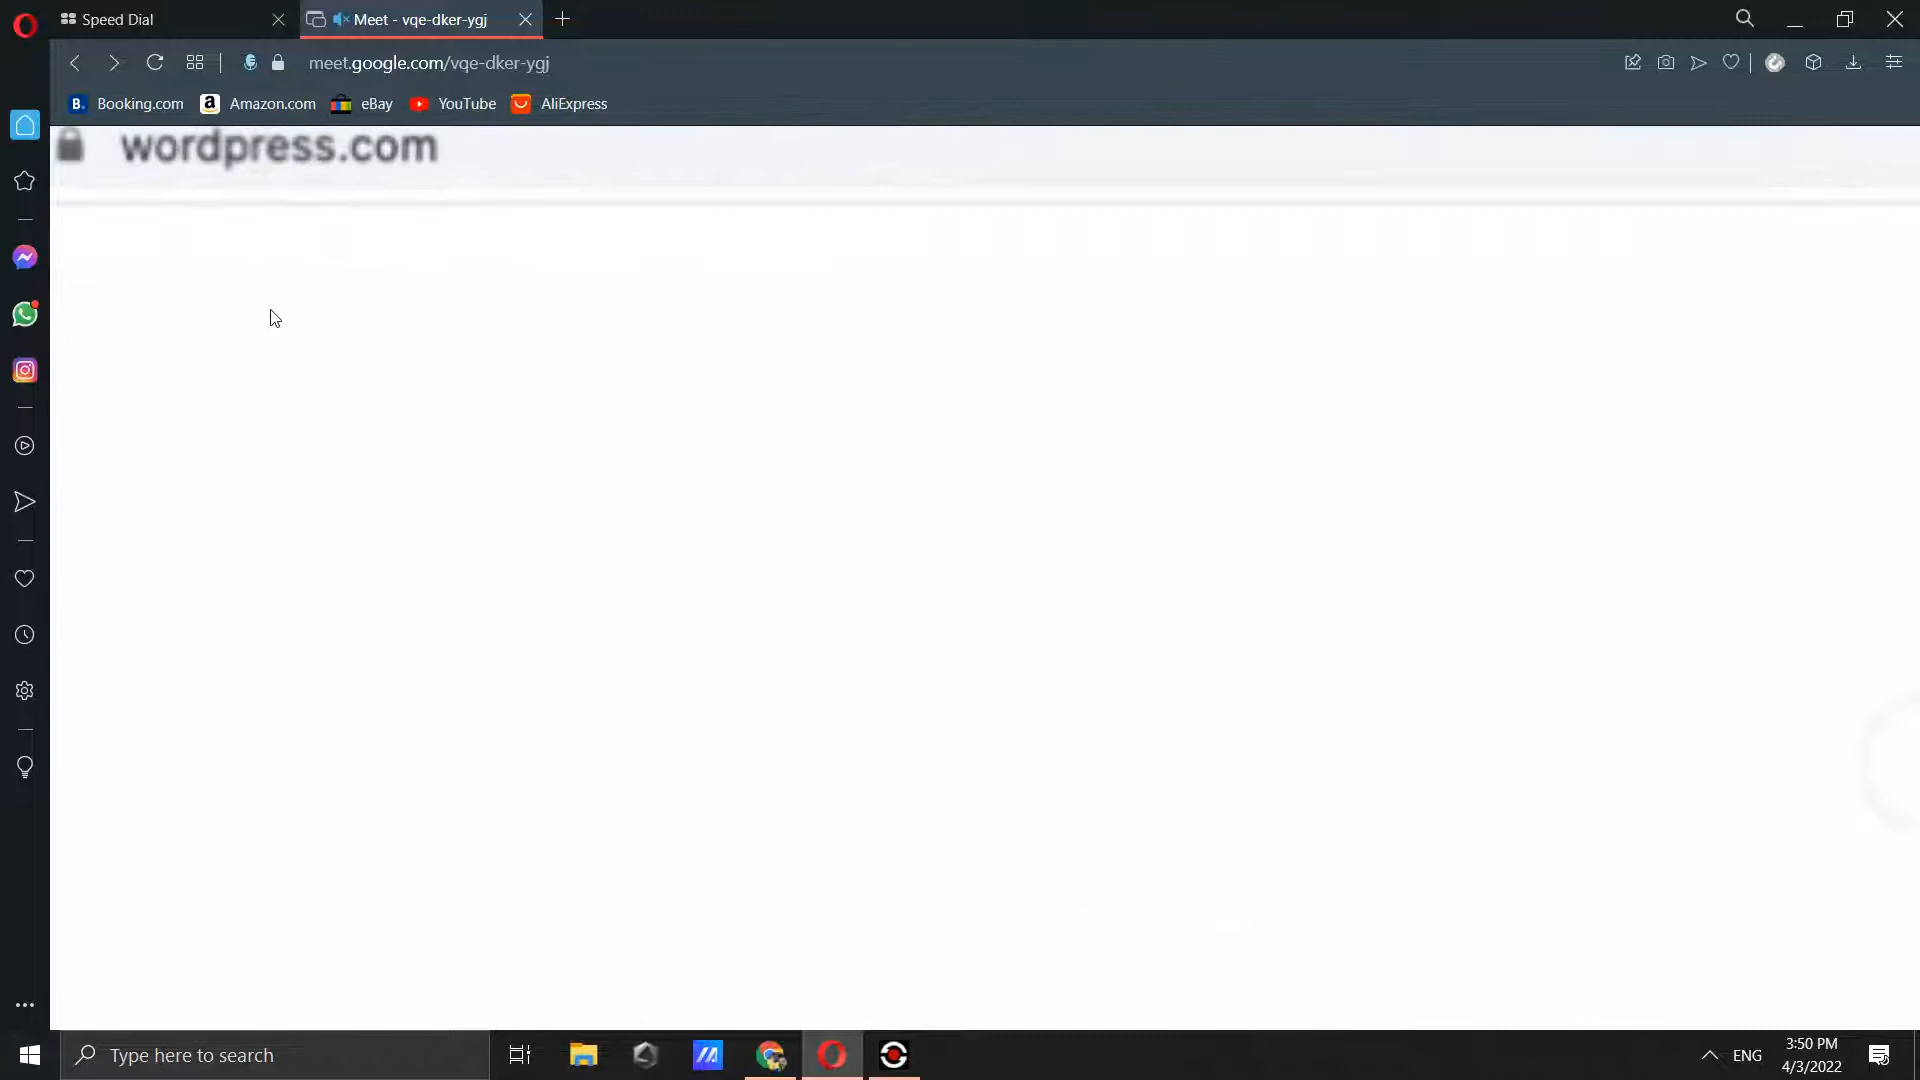 Speed Dial
Meet - vqe-dker-ygj
meet.google.com/vqe-dker-ygj
B. Booking.com
a Amazon.com
eBay
YouTube
AliExpress
wordpress.com
Type here to search
ENG
3:50 PM
4/3/2022